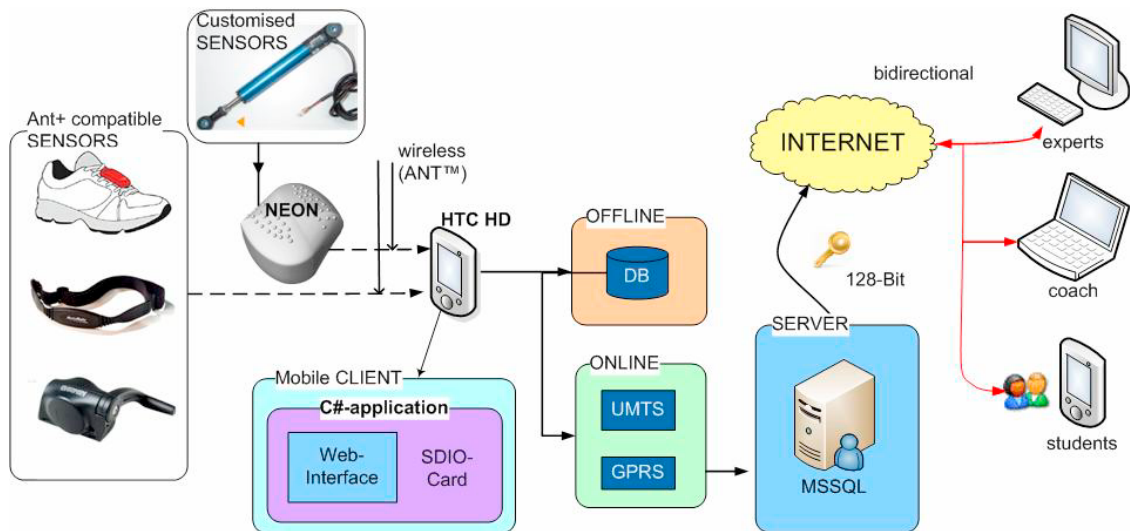 Customised
SENSORS
Ant+ compatible
SENSORS
wireless
(ANT™)
NEON
HTC HD
OFFLINE
DB
ONLINE
UMTS
GPRS
Mobile CLIENT
C#-application
Web-
Interface
SDIO-
Card
SERVER
MSSQL
128-Bit
INTERNET
bidirectional
experts
coach
students